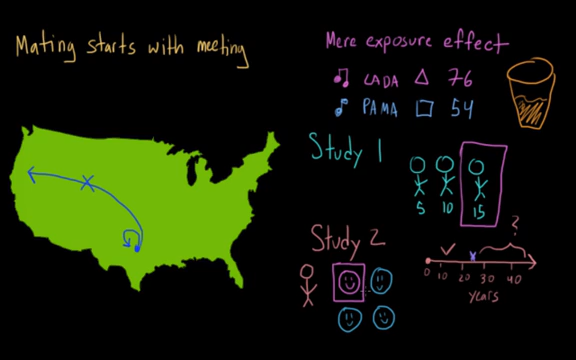 Mating starts with meeting
Mere exposure effect
LADA 76
PAMA 54
Study 1
5 10 15
Study 2
?
0 10 20 30 40
years